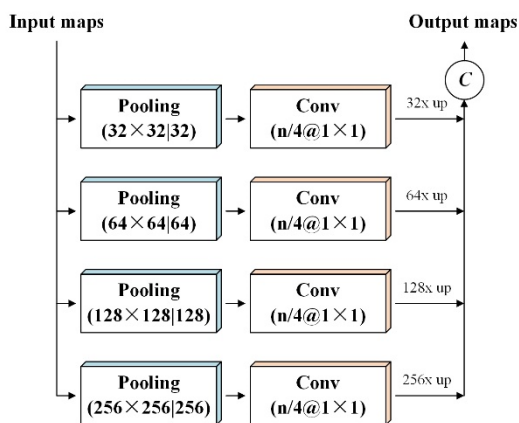 Input maps
Output maps
C
Pooling
(32×32|32)
Conv
(n/4@1×1)
32x up
Pooling
(64×64|64)
Conv
(n/4@1×1)
64x up
Pooling
(128×128|128)
Conv
(n/4@1×1)
128x up
Pooling
(256×256|256)
Conv
(n/4@1×1)
256x up